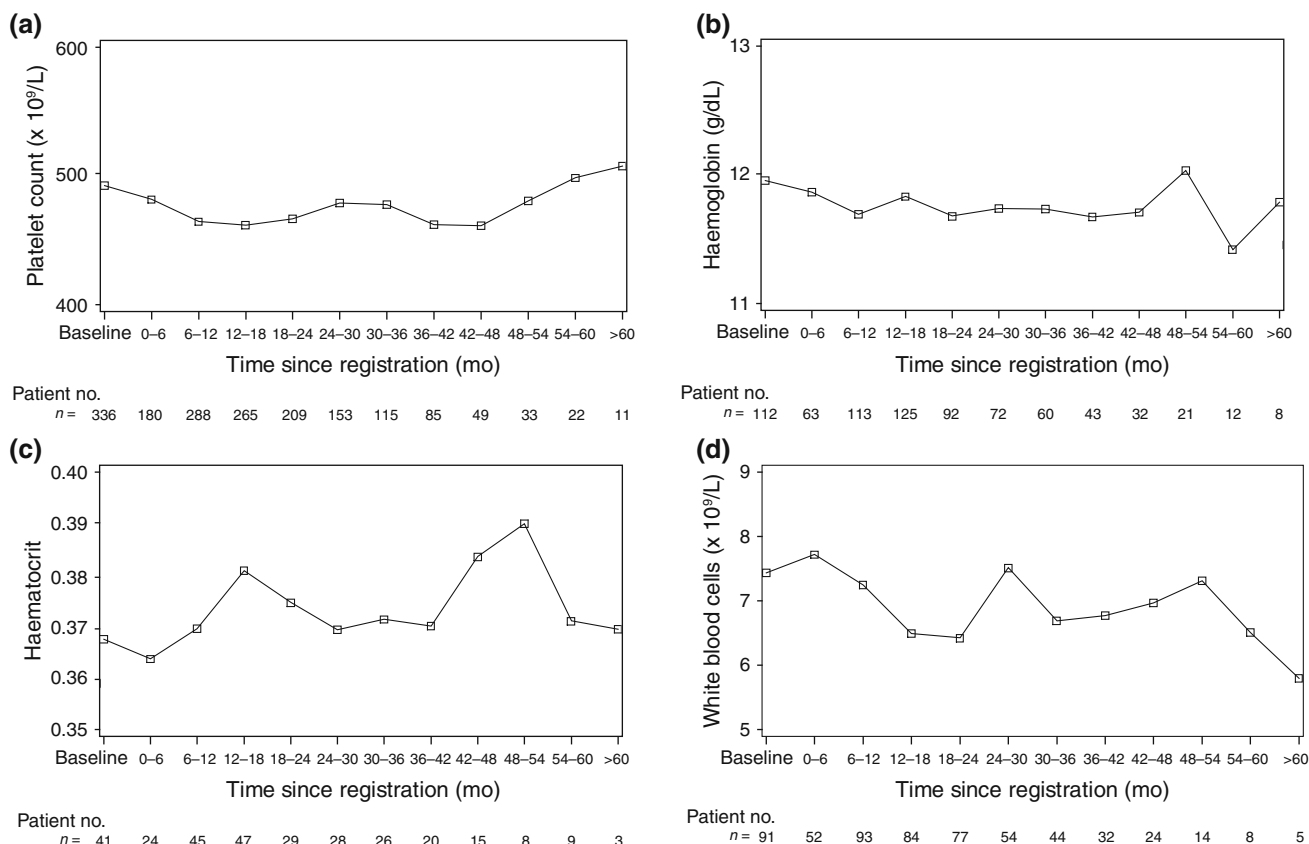 (a)
600
500
400
Platelet count (x 10⁹/L)
Baseline 0–6 6–12 12–18 18–24 24–30 30–36 36–42 42–48 48–54 54–60 >60
Time since registration (mo)
Patient no.
n = 336 180 288 265 209 153 115 85 49 33 22 11
(b)
13
12
11
Haemoglobin (g/dL)
Baseline 0–6 6–12 12–18 18–24 24–30 30–36 36–42 42–48 48–54 54–60 >60
Time since registration (mo)
Patient no.
n = 112 63 113 125 92 72 60 43 32 21 12 8
(c)
0.40
0.39
0.38
0.37
0.36
0.35
Haematocrit
Baseline 0–6 6–12 12–18 18–24 24–30 30–36 36–42 42–48 48–54 54–60 >60
Time since registration (mo)
Patient no.
n = 41 24 45 47 29 28 26 20 15 8 9 3
(d)
9
8
7
6
5
White blood cells (x 10⁹/L)
Baseline 0–6 6–12 12–18 18–24 24–30 30–36 36–42 42–48 48–54 54–60 >60
Time since registration (mo)
Patient no.
n = 91 52 93 84 77 54 44 32 24 14 8 5